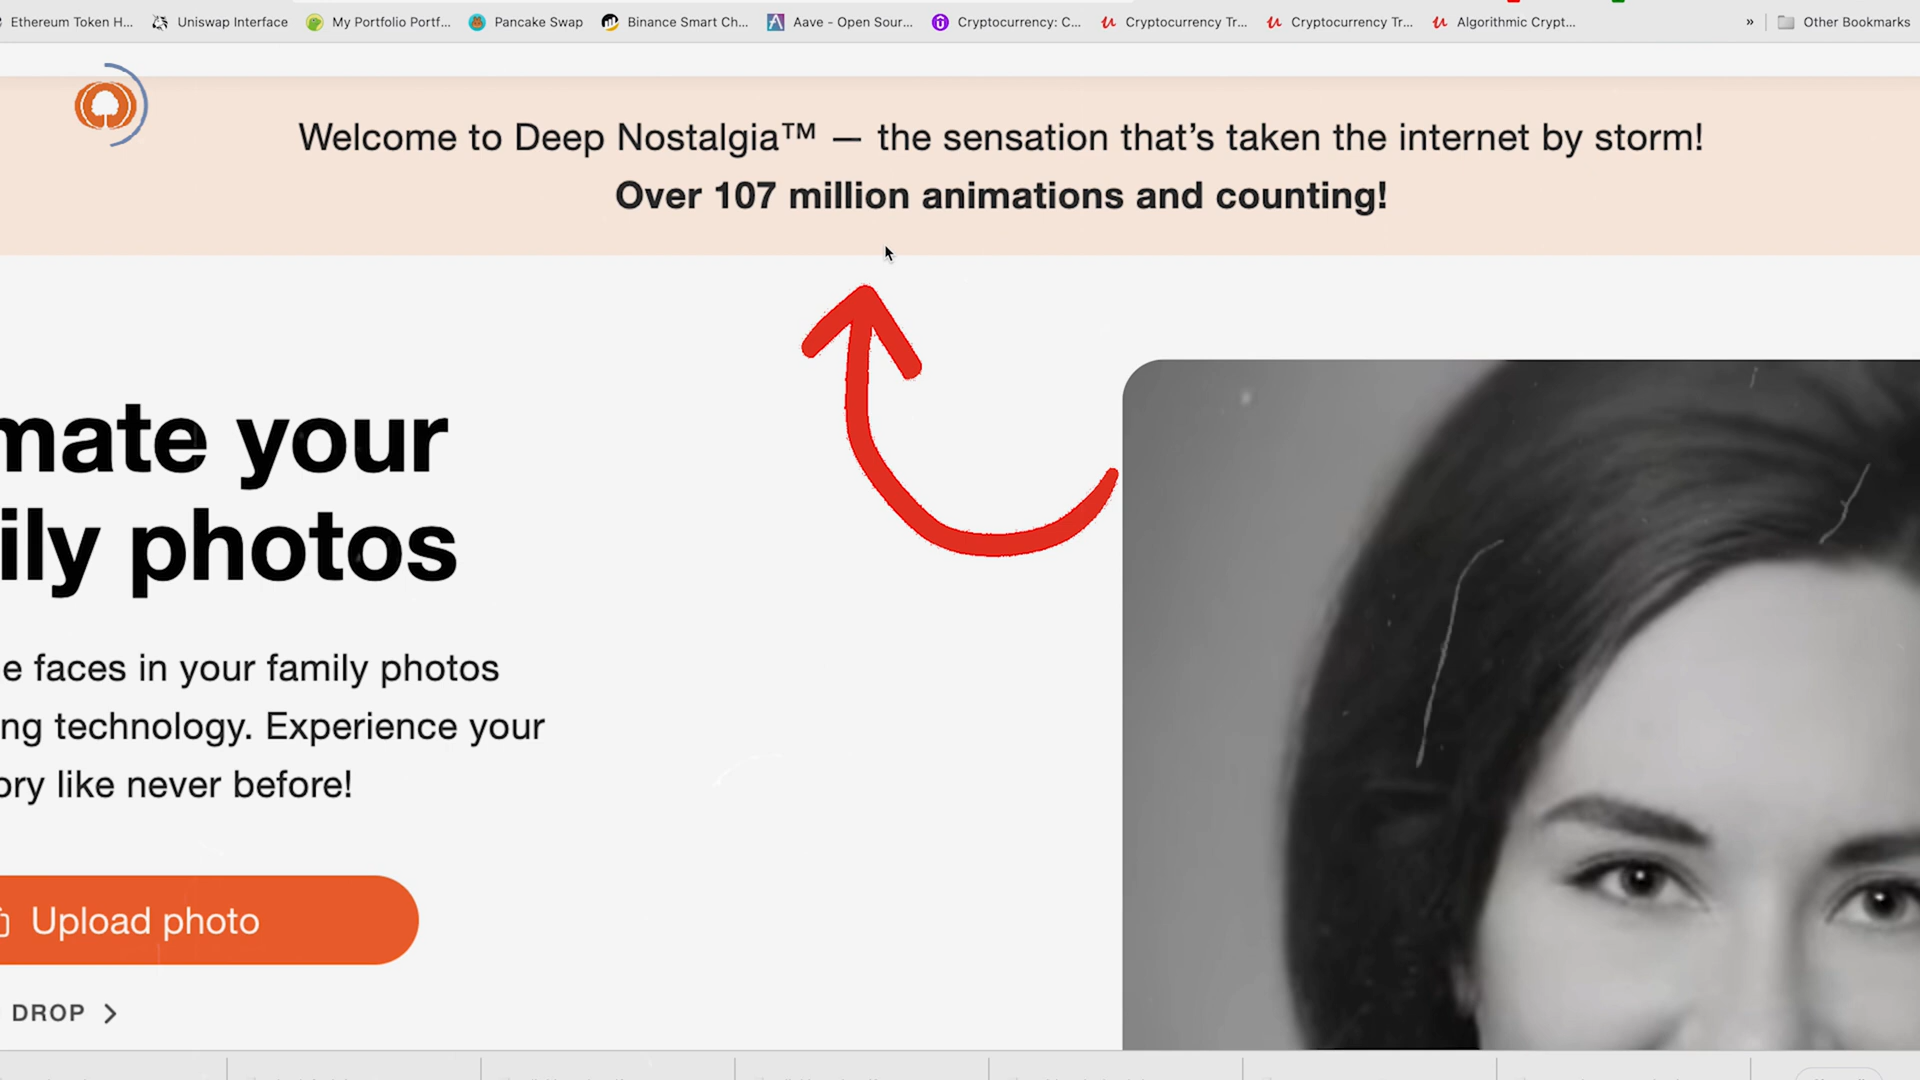 Ethereum Token H... Uniswap Interface My Portfolio Portf... Pancake Swap Binance Smart Ch... Aave - Open Sour... Cryptocurrency: C... Cryptocurrency Tr... Cryptocurrency Tr... Algorithmic Crypt... » Other Bookmarks
Welcome to Deep Nostalgia™ — the sensation that’s taken the internet by storm!
Over 107 million animations and counting!
mate your
ily photos
e faces in your family photos
ng technology. Experience your
ory like never before!
Upload photo
DROP